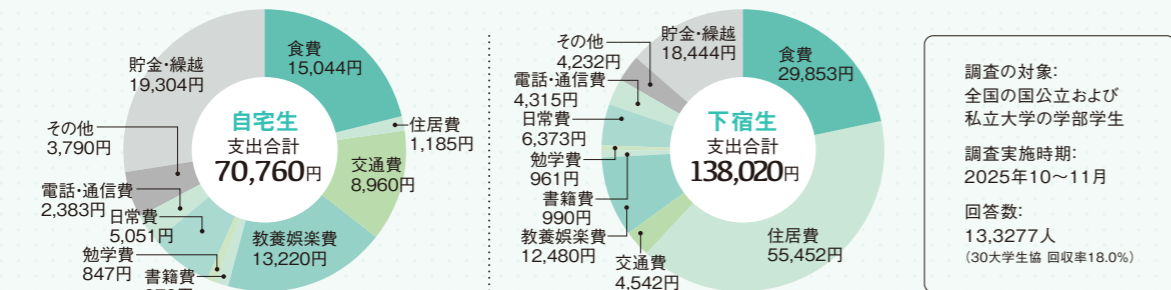 食費
15,044円
住居費
1,185円
交通費
8,960円
教養娯楽費
13,220円
書籍費
勉学費
847円
日常費
5,051円
電話・通信費
2,383円
その他
3,790円
貯金・繰越
19,304円
自宅生
支出合計
70,760円
食費
29,853円
住居費
55,452円
交通費
4,542円
教養娯楽費
12,480円
書籍費
990円
勉学費
961円
日常費
6,373円
電話・通信費
4,315円
その他
4,232円
貯金・繰越
18,444円
下宿生
支出合計
138,020円
調査の対象:
全国の国公立および
私立大学の学部学生
調査実施時期:
2025年10〜11月
回答数:
13,3277人
(30大学生協 回収率18.0%)